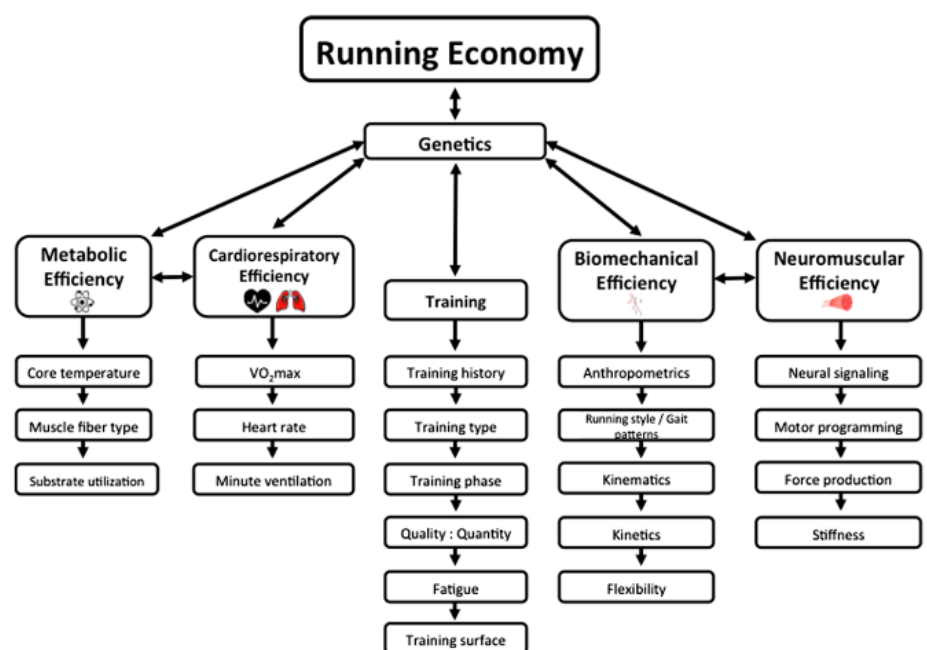 Running Economy
Genetics
Metabolic
Efficiency
Cardiorespiratory
Efficiency
Training
Biomechanical
Efficiency
Neuromuscular
Efficiency
Core temperature
Muscle fiber type
Substrate utilization
VO₂max
Heart rate
Minute ventilation
Training history
Training type
Training phase
Quality : Quantity
Fatigue
Training surface
Anthropometrics
Running style / Gait
patterns
Kinematics
Kinetics
Flexibility
Neural signaling
Motor programming
Force production
Stiffness